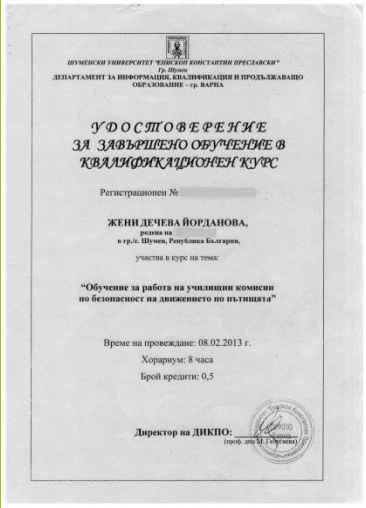 ШУМЕНСКИ УНИВЕРСИТЕТ "ЕПИСКОП КОНСТАНТИН ПРЕСЛАВСКИ"
Гр. Шумен
ДЕПАРТАМЕНТ ЗА ИНФОРМАЦИЯ, КВАЛИФИКАЦИЯ И ПРОДЪЛЖАВАЩО
ОБРАЗОВАНИЕ – гр. ВАРНА
УДОСТОВЕРЕНИЕ
ЗА ЗАВЪРШЕНО ОБУЧЕНИЕ В
КВАЛИФИКАЦИОНЕН КУРС
Регистрационен №
ЖЕНИ ДЕЧЕВА ЙОРДАНОВА,
родена на
в гр./с. Шумен, Република България,
участва в курс на тема:
"Обучение за работа на училищни комисии
по безопасност на движението по пътищата"
Време на провеждане: 08.02.2013 г.
Хорариум: 8 часа
Брой кредити: 0,5
Директор на ДИКПО:
(проф. дпн М. Георгиева)